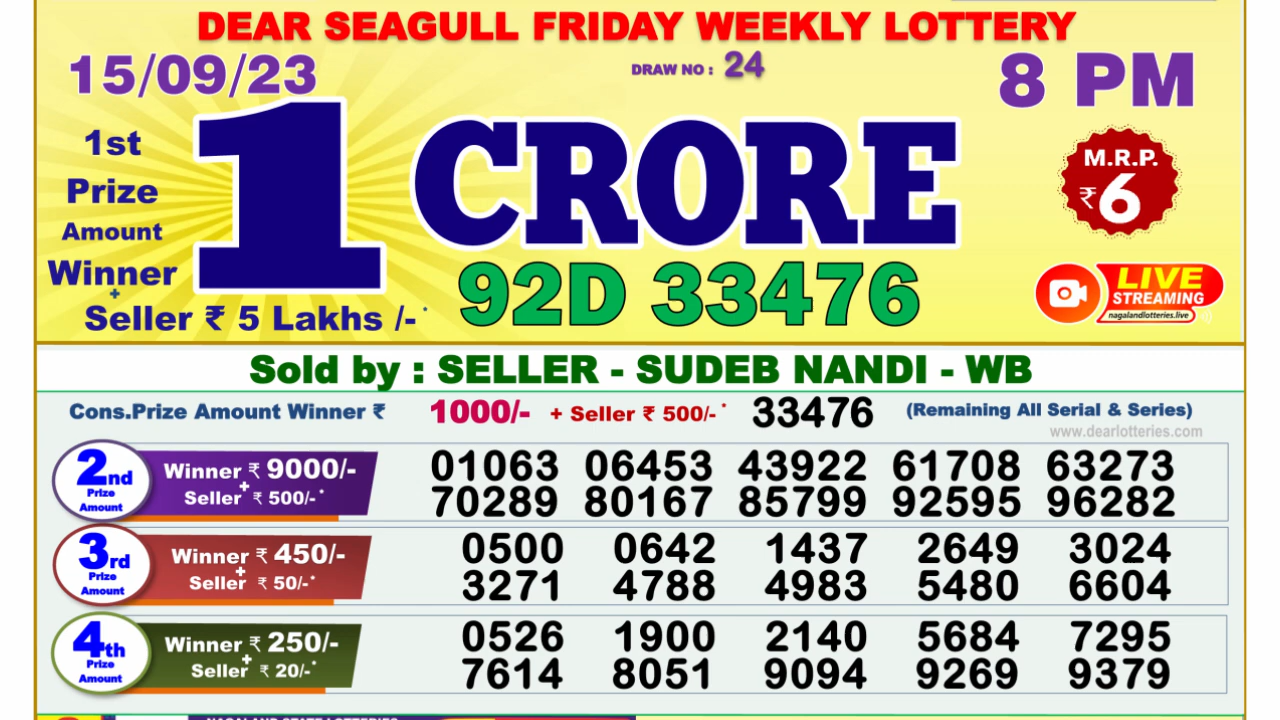 DEAR SEAGULL FRIDAY WEEKLY LOTTERY
15/09/23 DRAW NO : 24 8 PM
1st
Prize
Amount
Winner
+
Seller ₹ 5 Lakhs /-*
1 CRORE
92D 33476
M.R.P.
₹6
LIVE
STREAMING
nagalandlotteries.live
Sold by : SELLER - SUDEB NANDI - WB
Cons.Prize Amount Winner ₹ 1000/- + Seller ₹ 500/-* 33476 (Remaining All Serial & Series)
www.dearlotteries.com
2nd
Prize
Amount
Winner ₹ 9000/-
+
Seller ₹ 500/-*
01063 06453 43922 61708 63273
70289 80167 85799 92595 96282
3rd
Prize
Amount
Winner ₹ 450/-
+
Seller ₹ 50/-*
0500 0642 1437 2649 3024
3271 4788 4983 5480 6604
4th
Prize
Amount
Winner ₹ 250/-
+
Seller ₹ 20/-*
0526 1900 2140 5684 7295
7614 8051 9094 9269 9379
NAGALAND STATE LOTTERIES